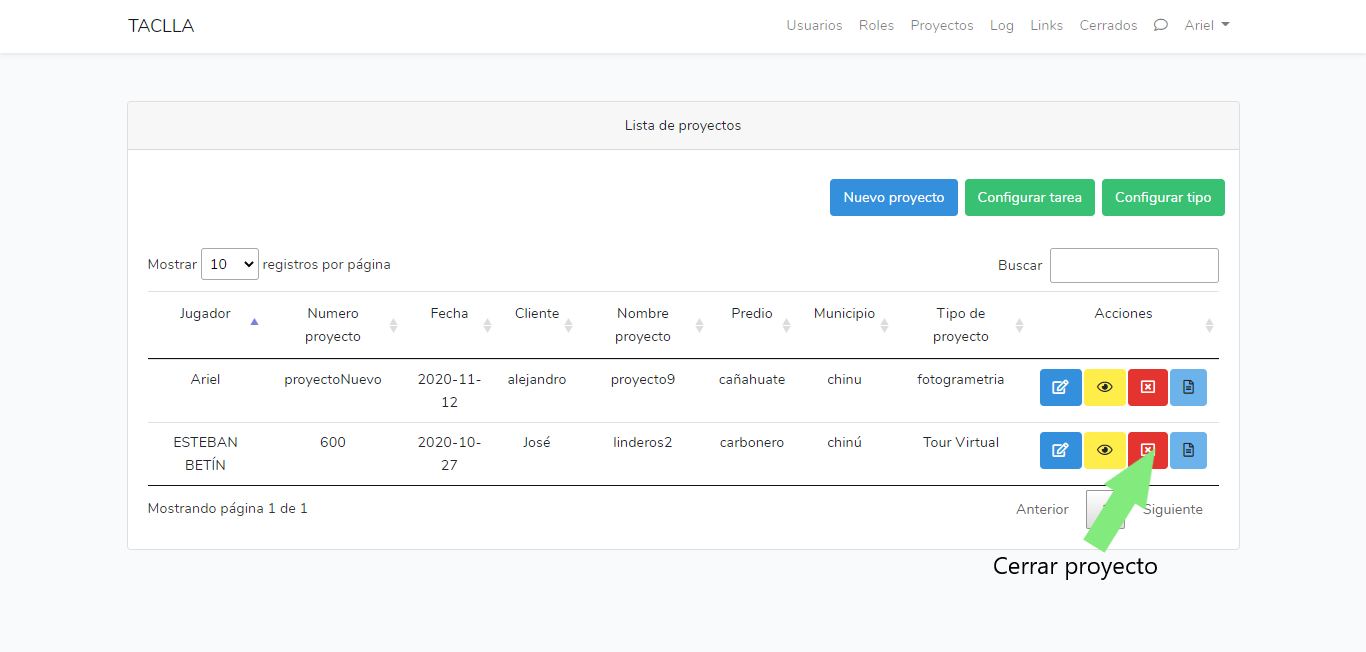 TACLLA Usuarios Roles Proyectos Log Links Cerrados Ariel
Lista de proyectos
Nuevo proyecto Configurar tarea Configurar tipo
Mostrar 10 registros por página Buscar
Jugador Numero proyecto Fecha Cliente Nombre proyecto Predio Municipio Tipo de proyecto Acciones
Ariel proyectoNuevo 2020-11-12 alejandro proyecto9 cañahuate chinu fotogrametria
ESTEBAN BETÍN 600 2020-10-27 José linderos2 carbonero chinú Tour Virtual
Mostrando página 1 de 1 Anterior Siguiente
Cerrar proyecto